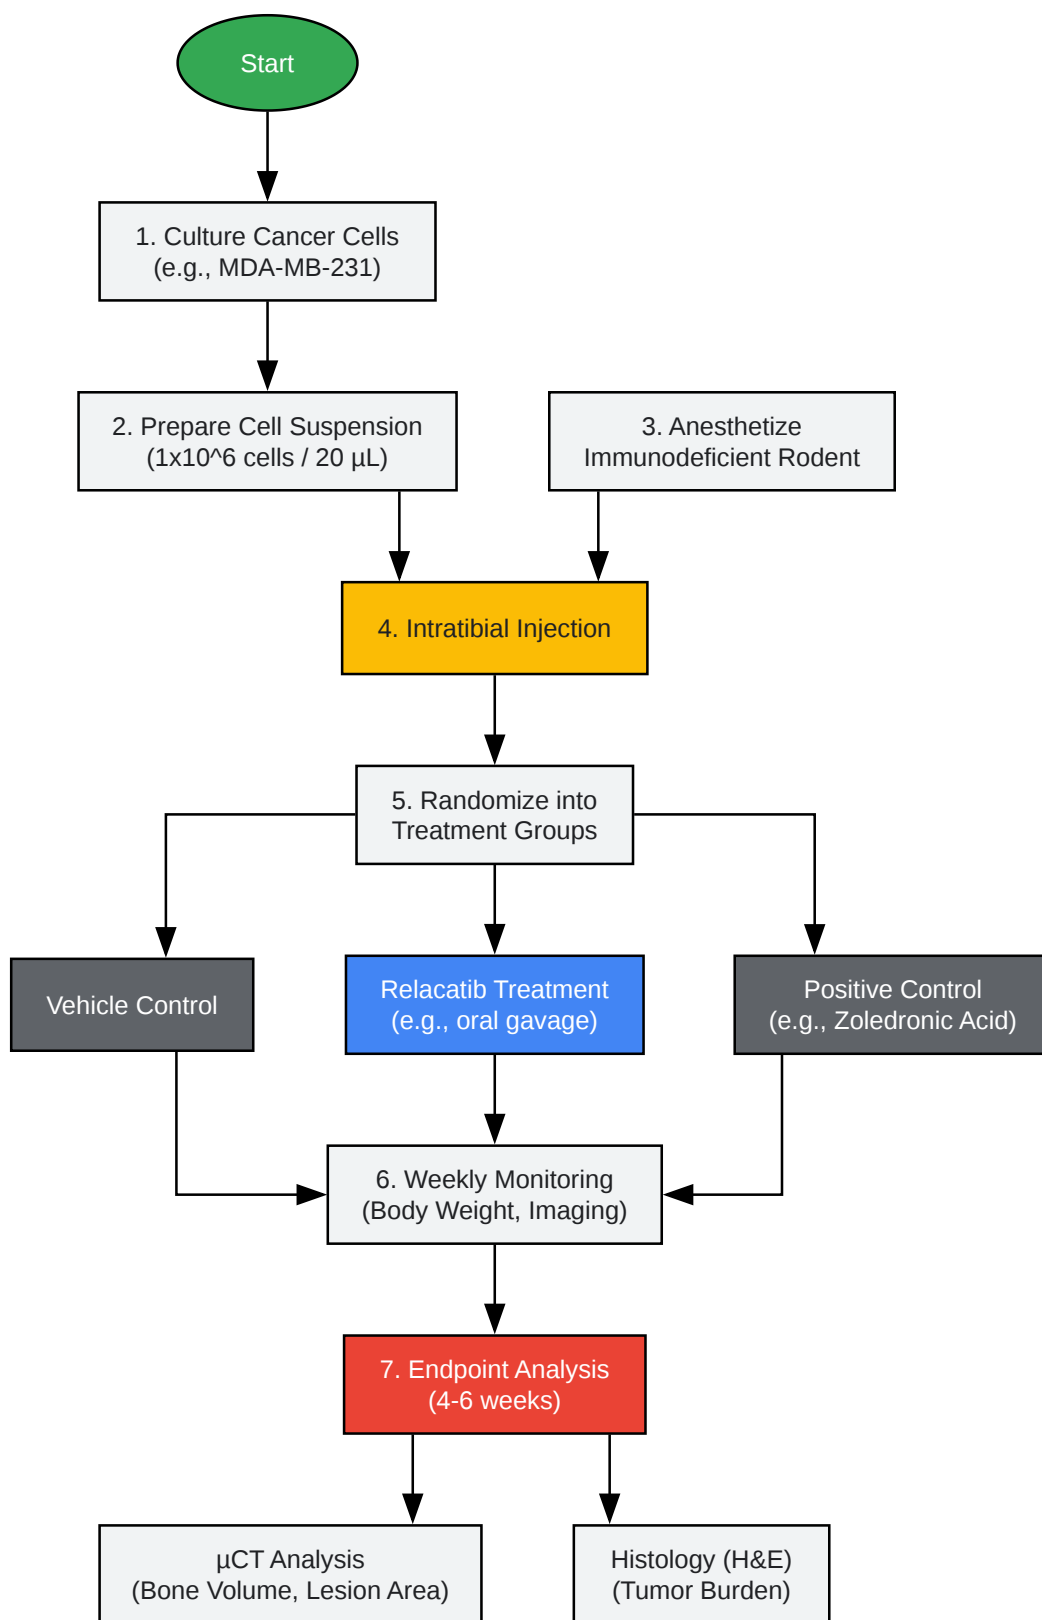 Start
1. Culture Cancer Cells
(e.g., MDA-MB-231)
2. Prepare Cell Suspension
(1x10^6 cells / 20 µL)
3. Anesthetize
Immunodeficient Rodent
4. Intratibial Injection
5. Randomize into
Treatment Groups
Vehicle Control
Relacatib Treatment
(e.g., oral gavage)
Positive Control
(e.g., Zoledronic Acid)
6. Weekly Monitoring
(Body Weight, Imaging)
7. Endpoint Analysis
(4-6 weeks)
µCT Analysis
(Bone Volume, Lesion Area)
Histology (H&E)
(Tumor Burden)